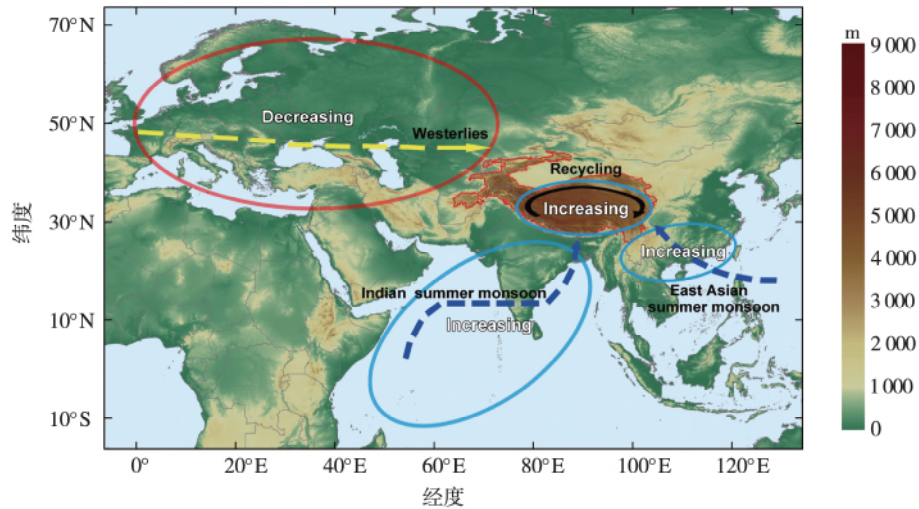 70°N
50°N
30°N
10°N
10°S
纬度
0°
20°E
40°E
60°E
80°E
100°E
120°E
经度
Decreasing
Westerlies
Recycling
Increasing
Increasing
East Asian
summer monsoon
Indian summer monsoon
Increasing
m
9 000
8 000
7 000
6 000
5 000
4 000
3 000
2 000
1 000
0